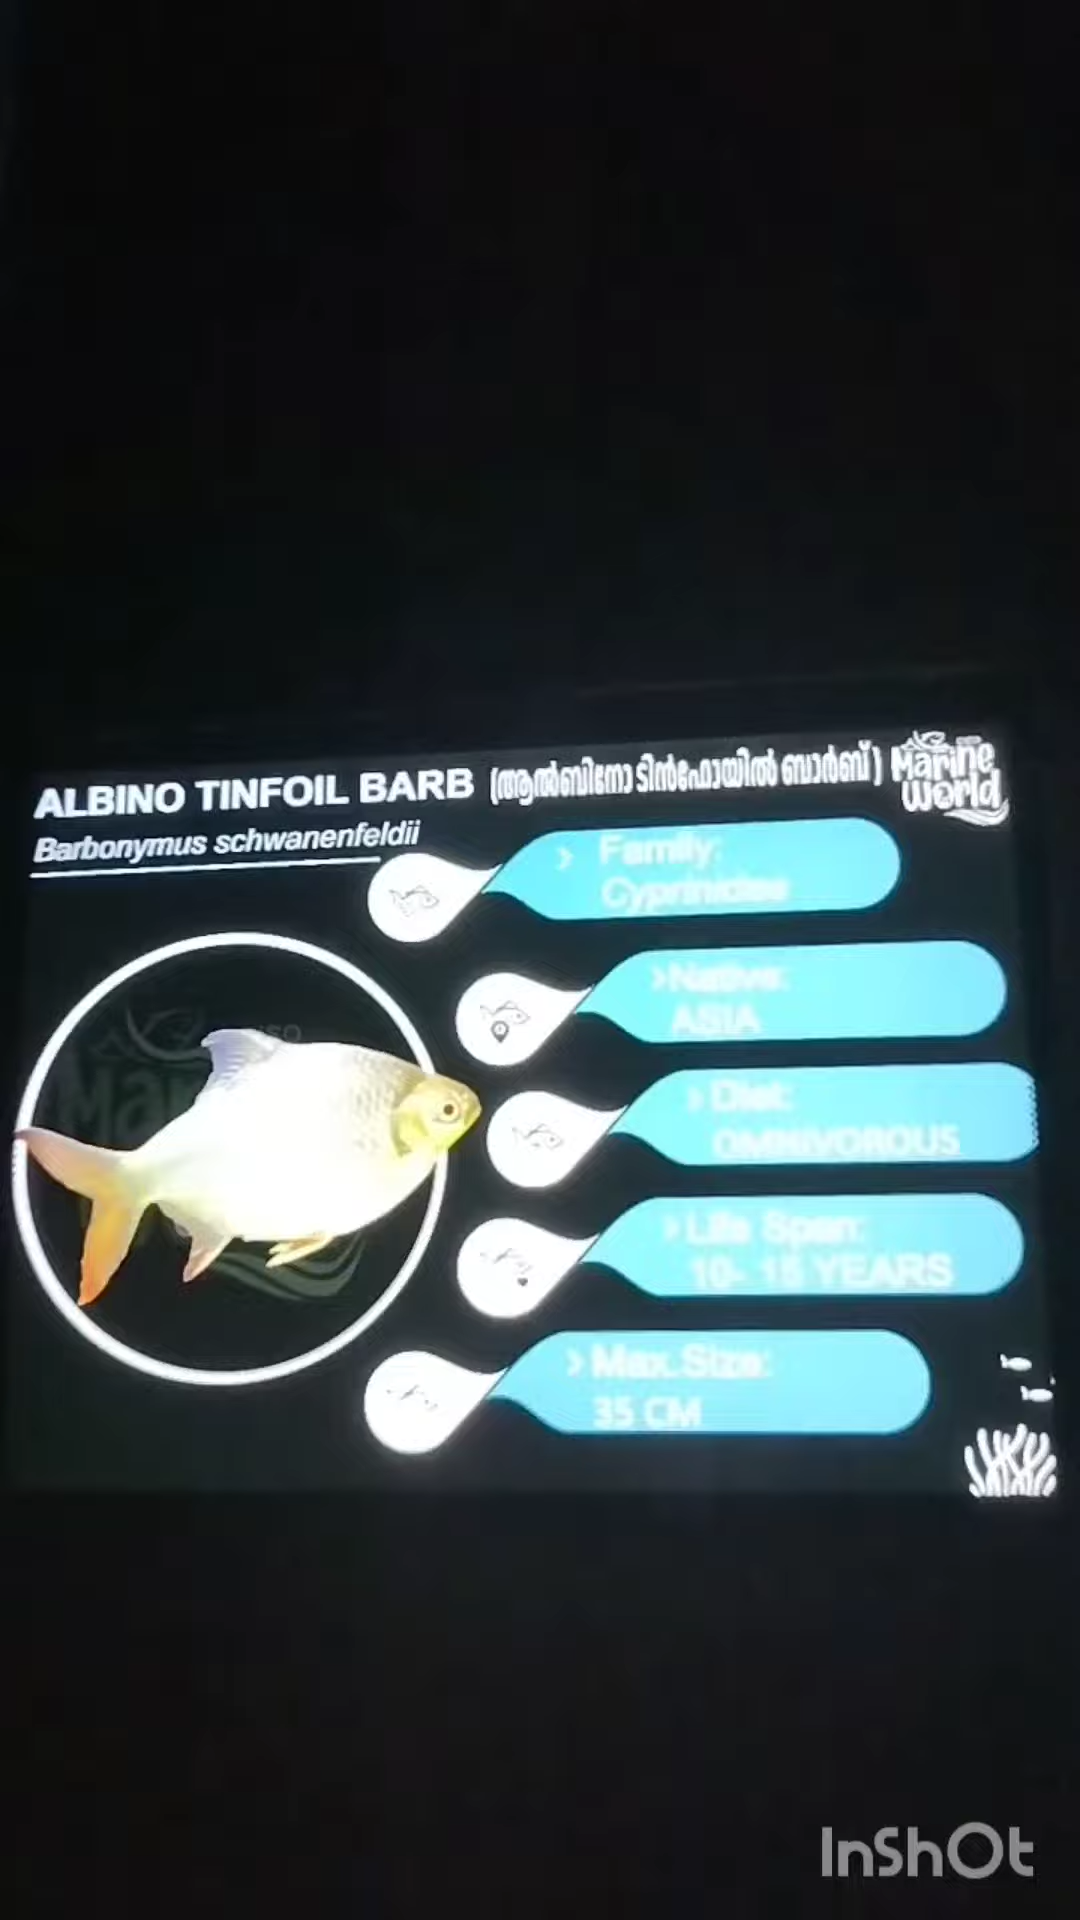 ALBINO TINFOIL BARB (ആൽബിനോ ടിൻഫോയിൽ ബാർബ്)
Marine World
Barbonymus schwanenfeldii
> Family:
Cyprinidae
>Native:
ASIA
> Diet:
OMNIVOROUS
> Life Span:
10- 15 YEARS
> Max.Size:
35 CM
InShOt